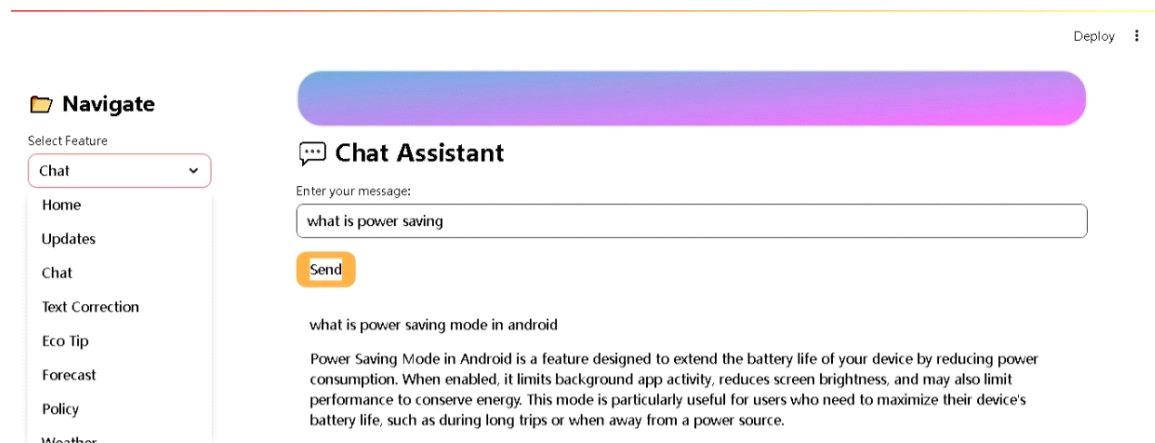 Deploy
Navigate
Select Feature
Chat
Home
Updates
Chat
Text Correction
Eco Tip
Forecast
Policy
Weather
Chat Assistant
Enter your message:
what is power saving
Send
what is power saving mode in android
Power Saving Mode in Android is a feature designed to extend the battery life of your device by reducing power
consumption. When enabled, it limits background app activity, reduces screen brightness, and may also limit
performance to conserve energy. This mode is particularly useful for users who need to maximize their device's
battery life, such as during long trips or when away from a power source.